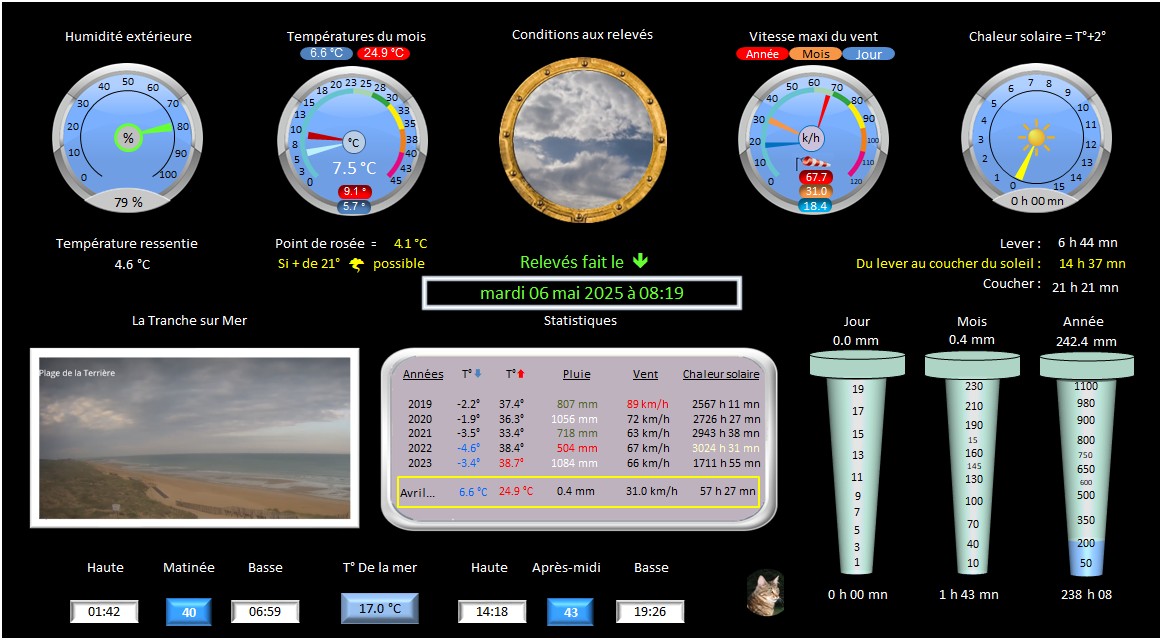 Humidité extérieure
Températures du mois
6.6 °C 24.9 °C
Conditions aux relevés
Vitesse maxi du vent
Année Mois Jour
Chaleur solaire = T°+2°
0 10 20 30 40 50 60 70 80 90 100
%
79 %
0 3 5 8 10 13 15 18 20 23 25 28 30 33 35 38 40 43 45
°C
7.5 °C
9.1 °
5.7 °
0 10 20 30 40 50 60 70 80 90 100 110 120
k/h
67.7
31.0
18.4
0 1 2 3 4 5 6 7 8 9 10 11 12 13 14 15
0 h 00 mn
Température ressentie
4.6 °C
Point de rosée = 4.1 °C
Si + de 21° possible
Relevés fait le
mardi 06 mai 2025 à 08:19
Lever : 6 h 44 mn
Du lever au coucher du soleil : 14 h 37 mn
Coucher : 21 h 21 mn
La Tranche sur Mer
Plage de la Terrière
Statistiques
Années T° T° Pluie Vent Chaleur solaire
2019 -2.2° 37.4° 807 mm 89 km/h 2567 h 11 mn
2020 -1.9° 36.3° 1056 mm 72 km/h 2726 h 27 mn
2021 -3.5° 33.4° 718 mm 63 km/h 2943 h 38 mn
2022 -4.6° 38.4° 504 mm 67 km/h 3024 h 31 mn
2023 -3.4° 38.7° 1084 mm 66 km/h 1711 h 55 mn
Avril... 6.6 °C 24.9 °C 0.4 mm 31.0 km/h 57 h 27 mn
Jour
0.0 mm
19
17
15
13
11
9
7
5
3
1
0 h 00 mn
Mois
0.4 mm
230
210
190
15
160
145
130
100
70
40
10
1 h 43 mn
Année
242.4 mm
1100
980
900
800
750
650
600
500
350
200
50
238 h 08
Haute Matinée Basse T° De la mer Haute Après-midi Basse
01:42 40 06:59 17.0 °C 14:18 43 19:26